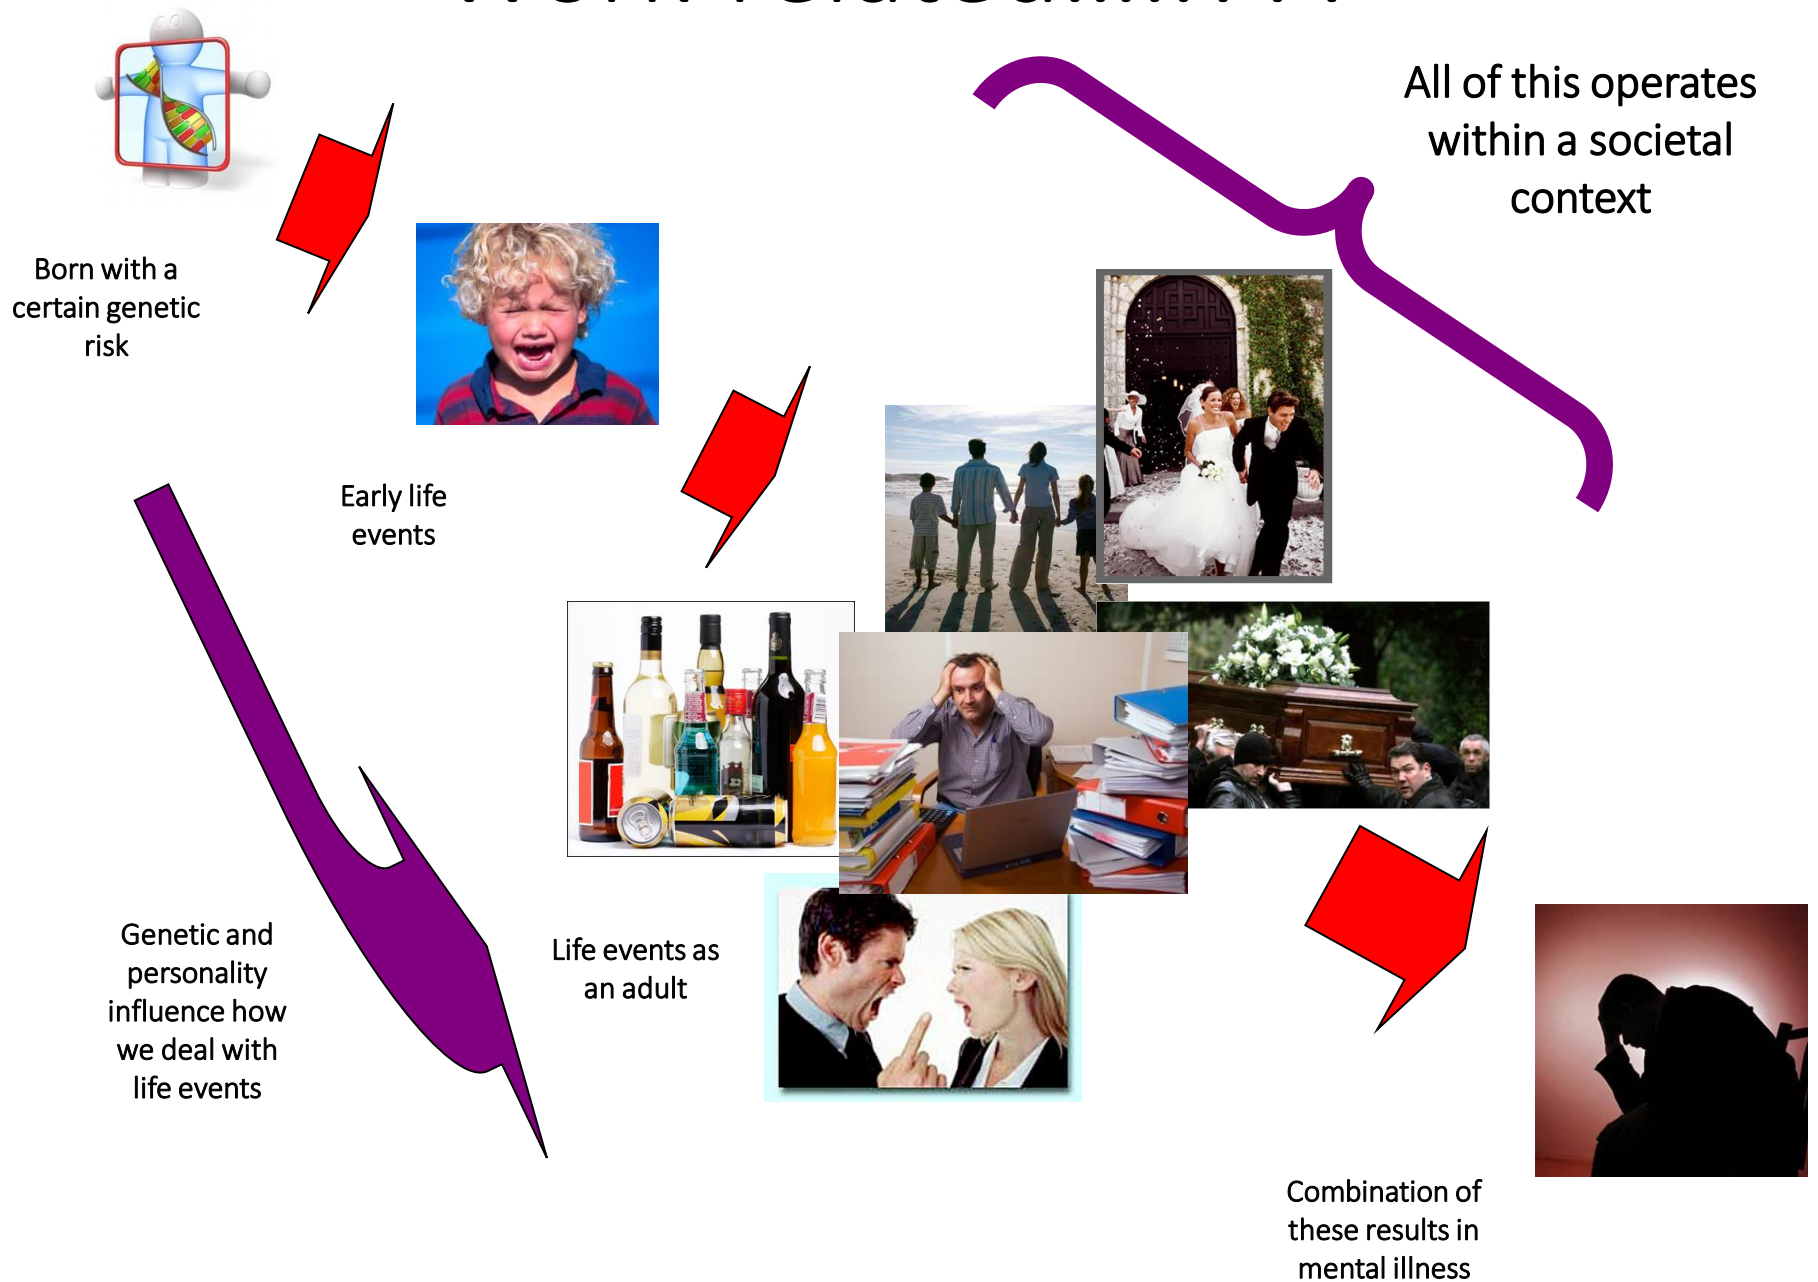 All of this operates
within a societal
context
Born with a
certain genetic
risk
Early life
events
Genetic and
personality
influence how
we deal with
life events
Life events as
an adult
Combination of
these results in
mental illness